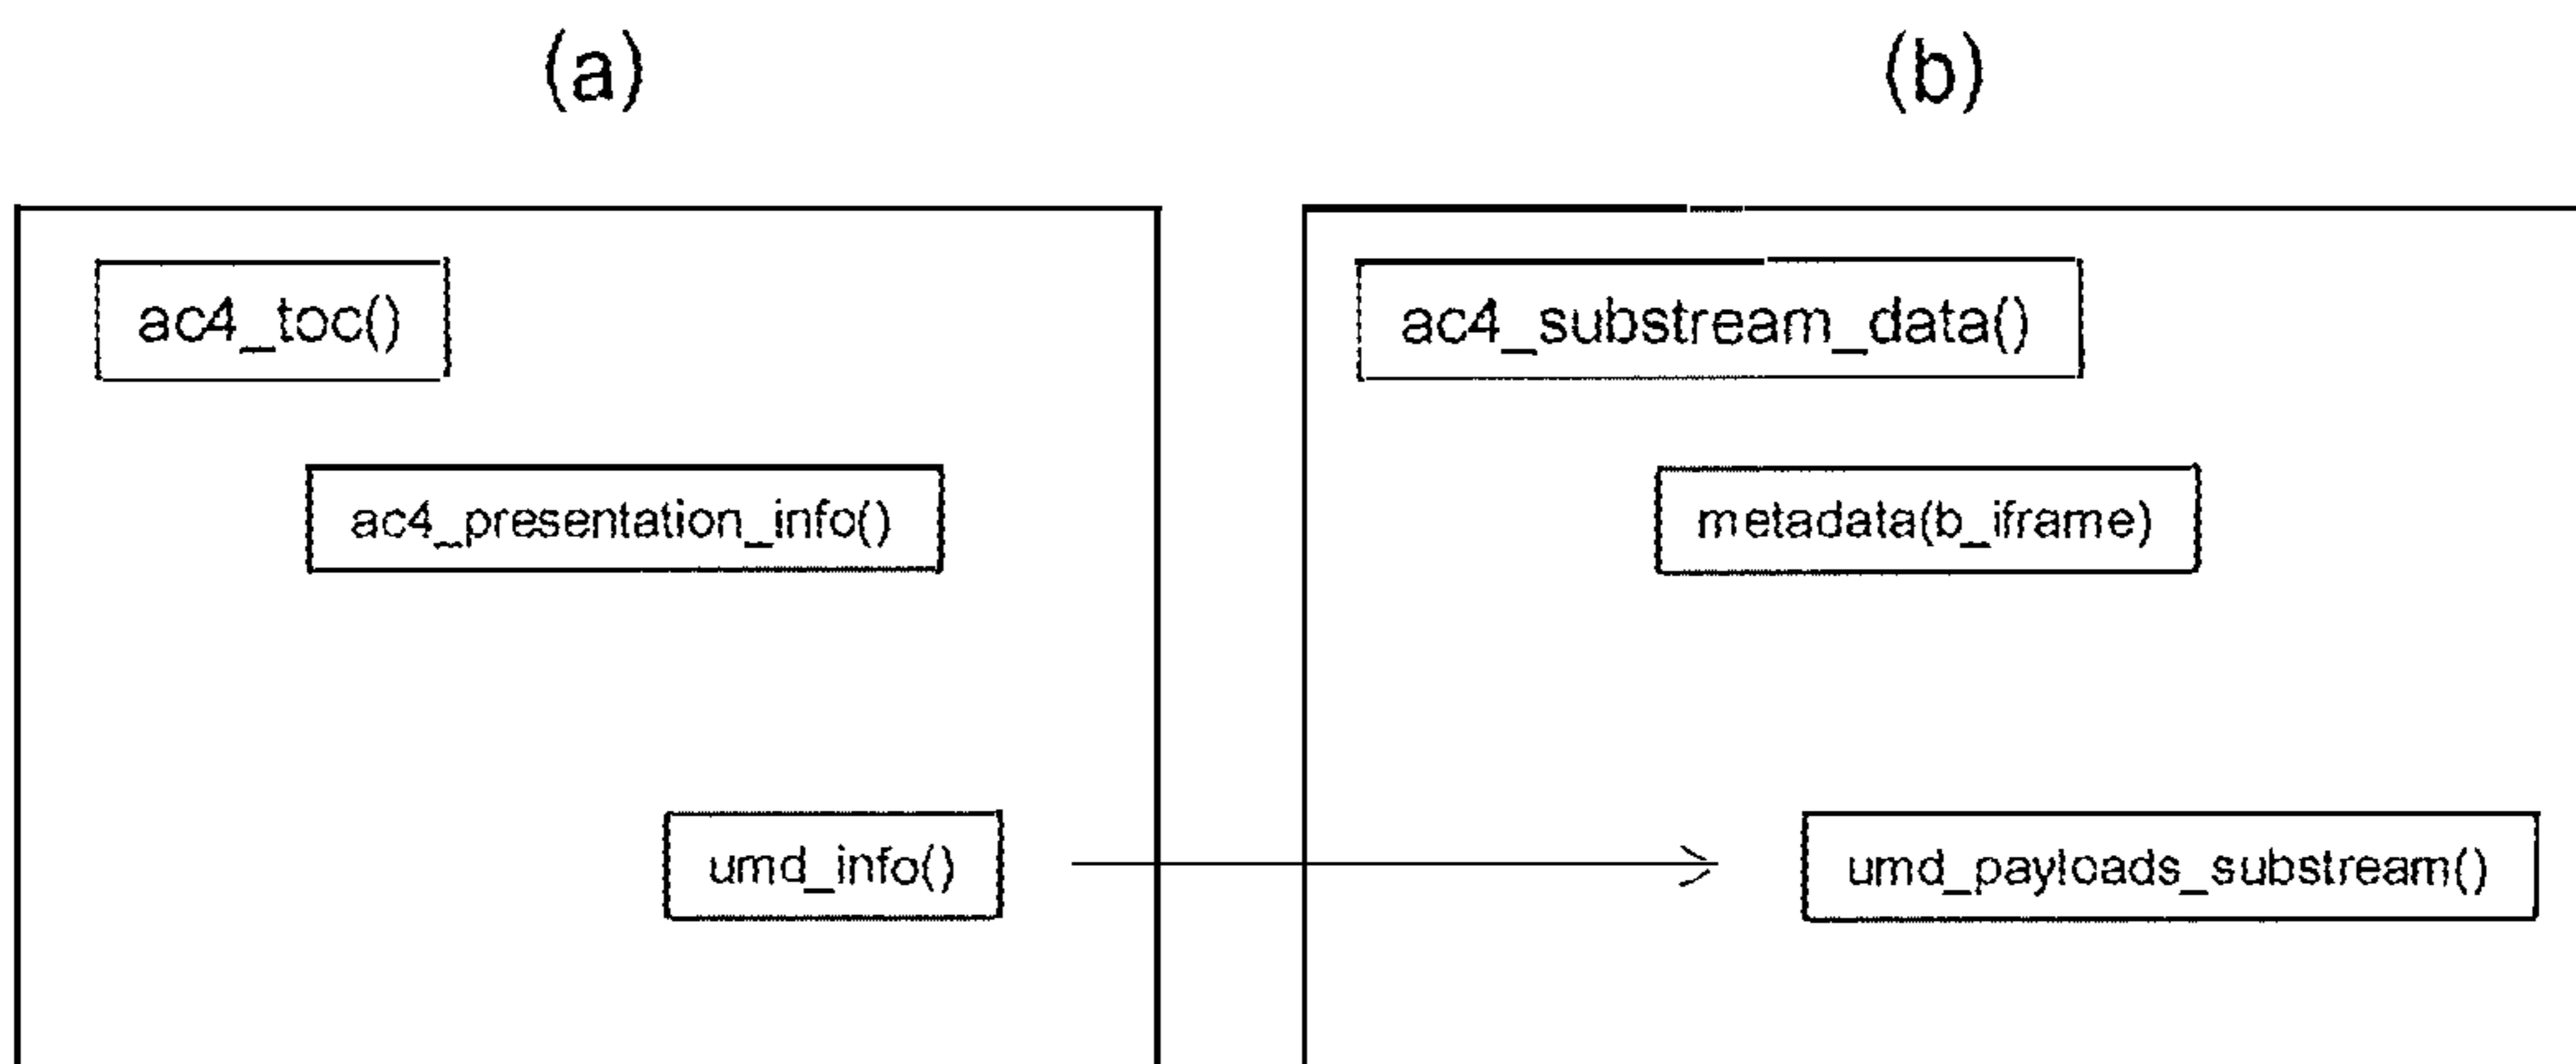 (a)
(b)
ac4_toc()
ac4_presentation_info()
umd_info()
ac4_substream_data()
metadata(b_iframe)
umd_payloads_substream()